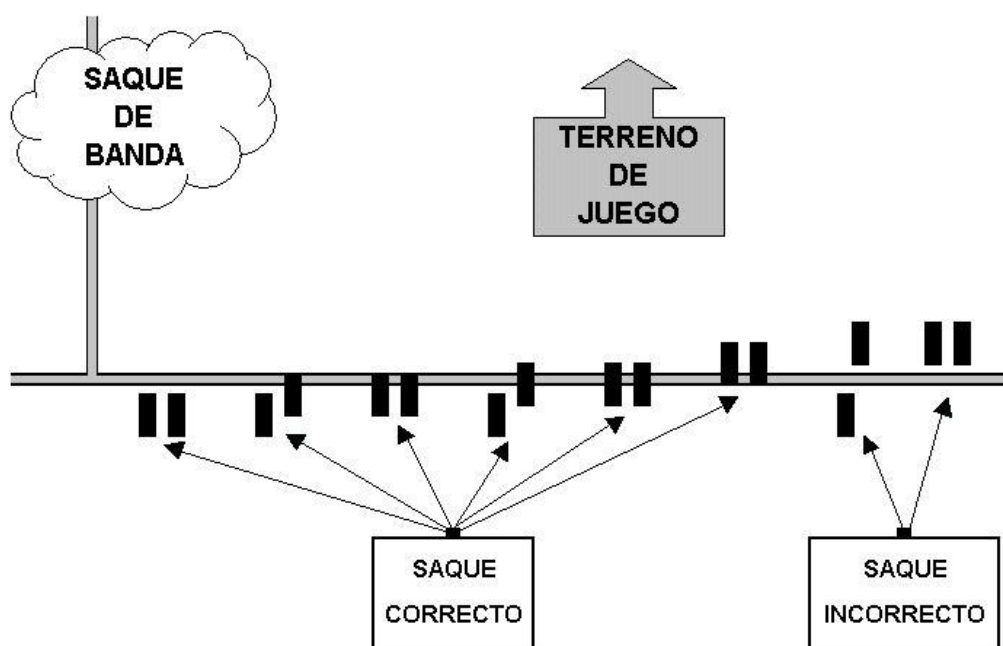 SAQUE
DE
BANDA
TERRENO
DE
JUEGO
SAQUE
CORRECTO
SAQUE
INCORRECTO